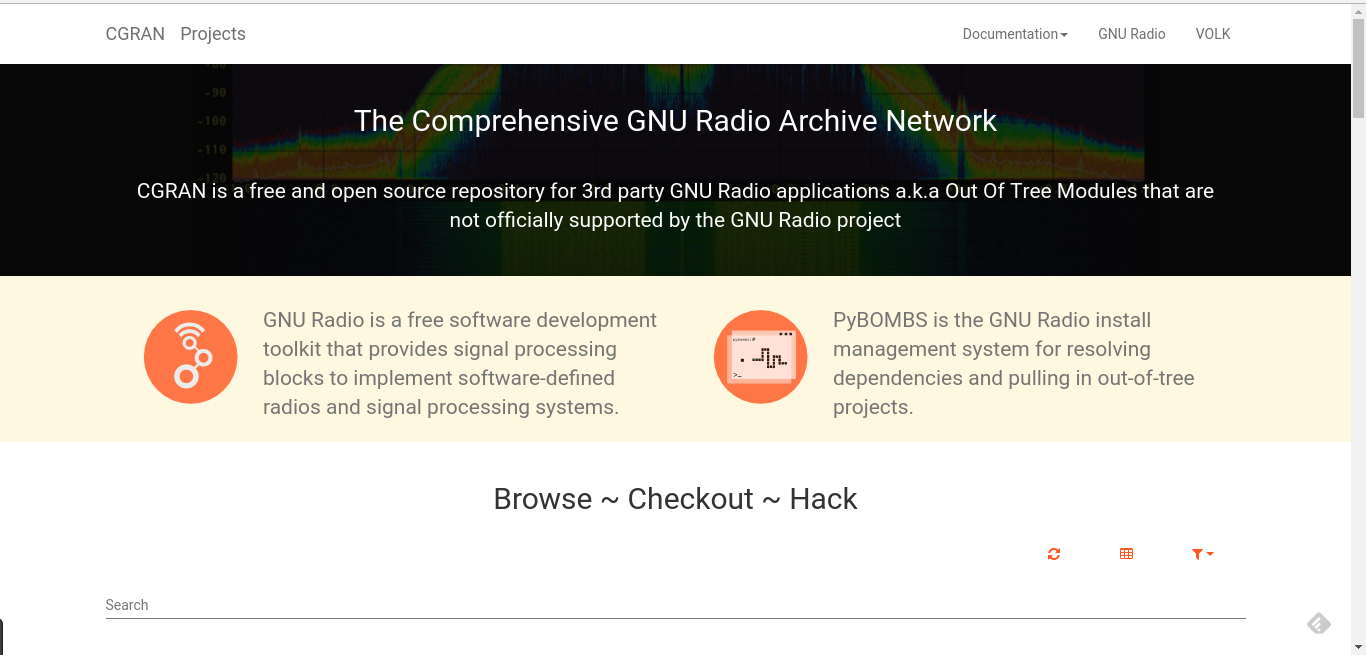 CGRAN Projects Documentation GNU Radio VOLK
-90
-100
-110
-120
The Comprehensive GNU Radio Archive Network
CGRAN is a free and open source repository for 3rd party GNU Radio applications a.k.a Out Of Tree Modules that are
not officially supported by the GNU Radio project
GNU Radio is a free software development
toolkit that provides signal processing
blocks to implement software-defined
radios and signal processing systems.
pybombs:#
>_
PyBOMBS is the GNU Radio install
management system for resolving
dependencies and pulling in out-of-tree
projects.
Browse ~ Checkout ~ Hack
Search